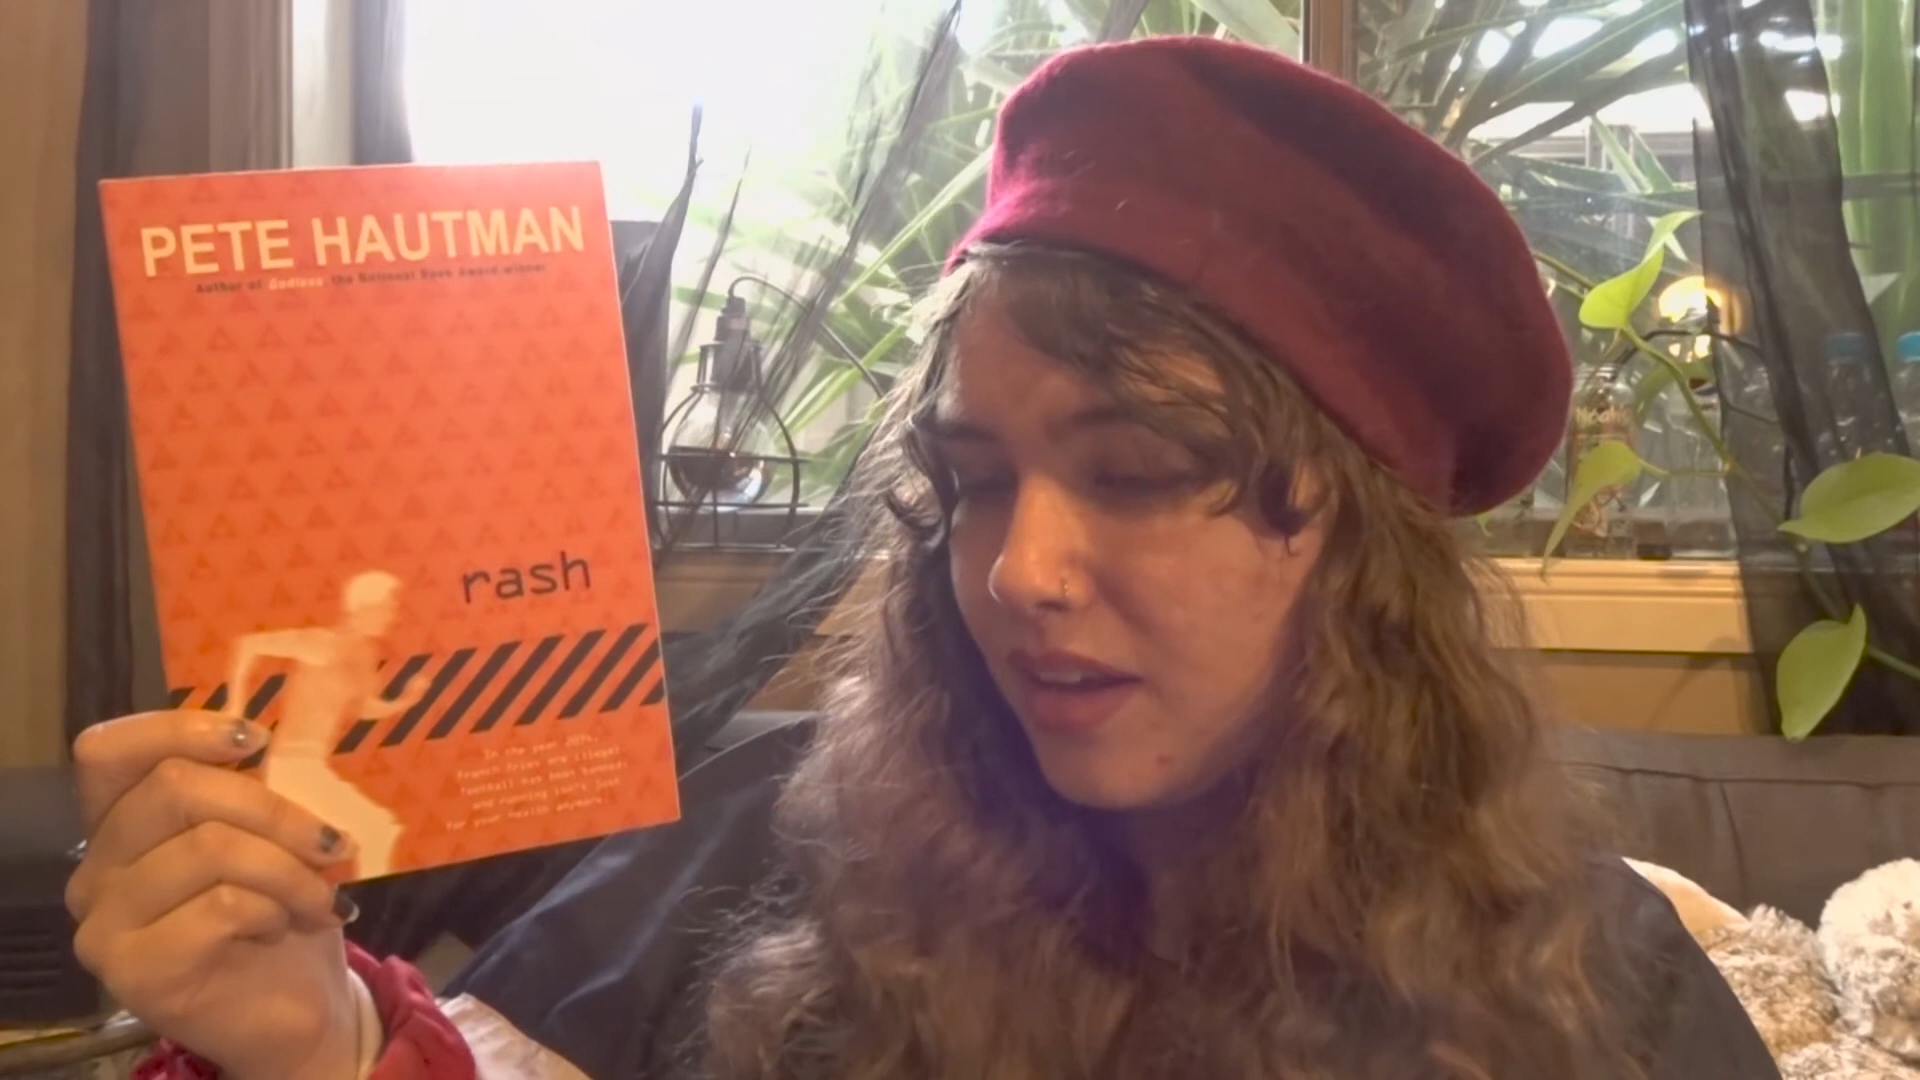 PETE HAUTMAN
Author of Godless, the National Book Award winner
rash
In the year 2074,
french fries are illegal,
football has been banned,
and running isn't just
for your health anymore.